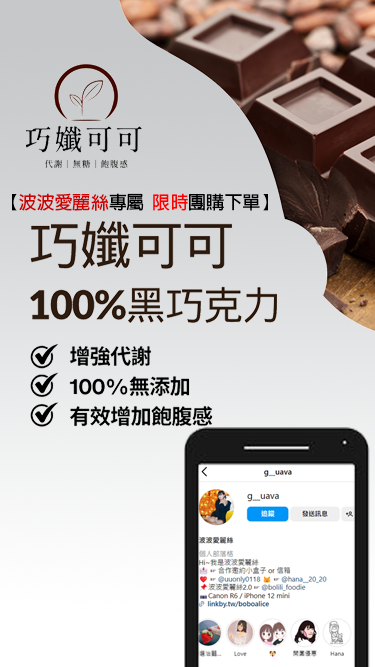 巧孅可可
代謝｜無糖｜飽腹感
【波波愛麗絲專屬 限時團購下單】
巧孅可可
100%黑巧克力
增強代謝
100%無添加
有效增加飽腹感
g__uava
g__uava
追蹤
發送訊息
波波愛麗絲
個人部落格
Hi~我是波波愛麗絲
合作邀約小盒子 or 信箱
@uuonly0118 @hana__20_20
波波愛麗絲2.0 @bolili_foodie
Canon R6 / iPhone 12 mini
linkby.tw/boboalice
Love
開團優惠
Hana